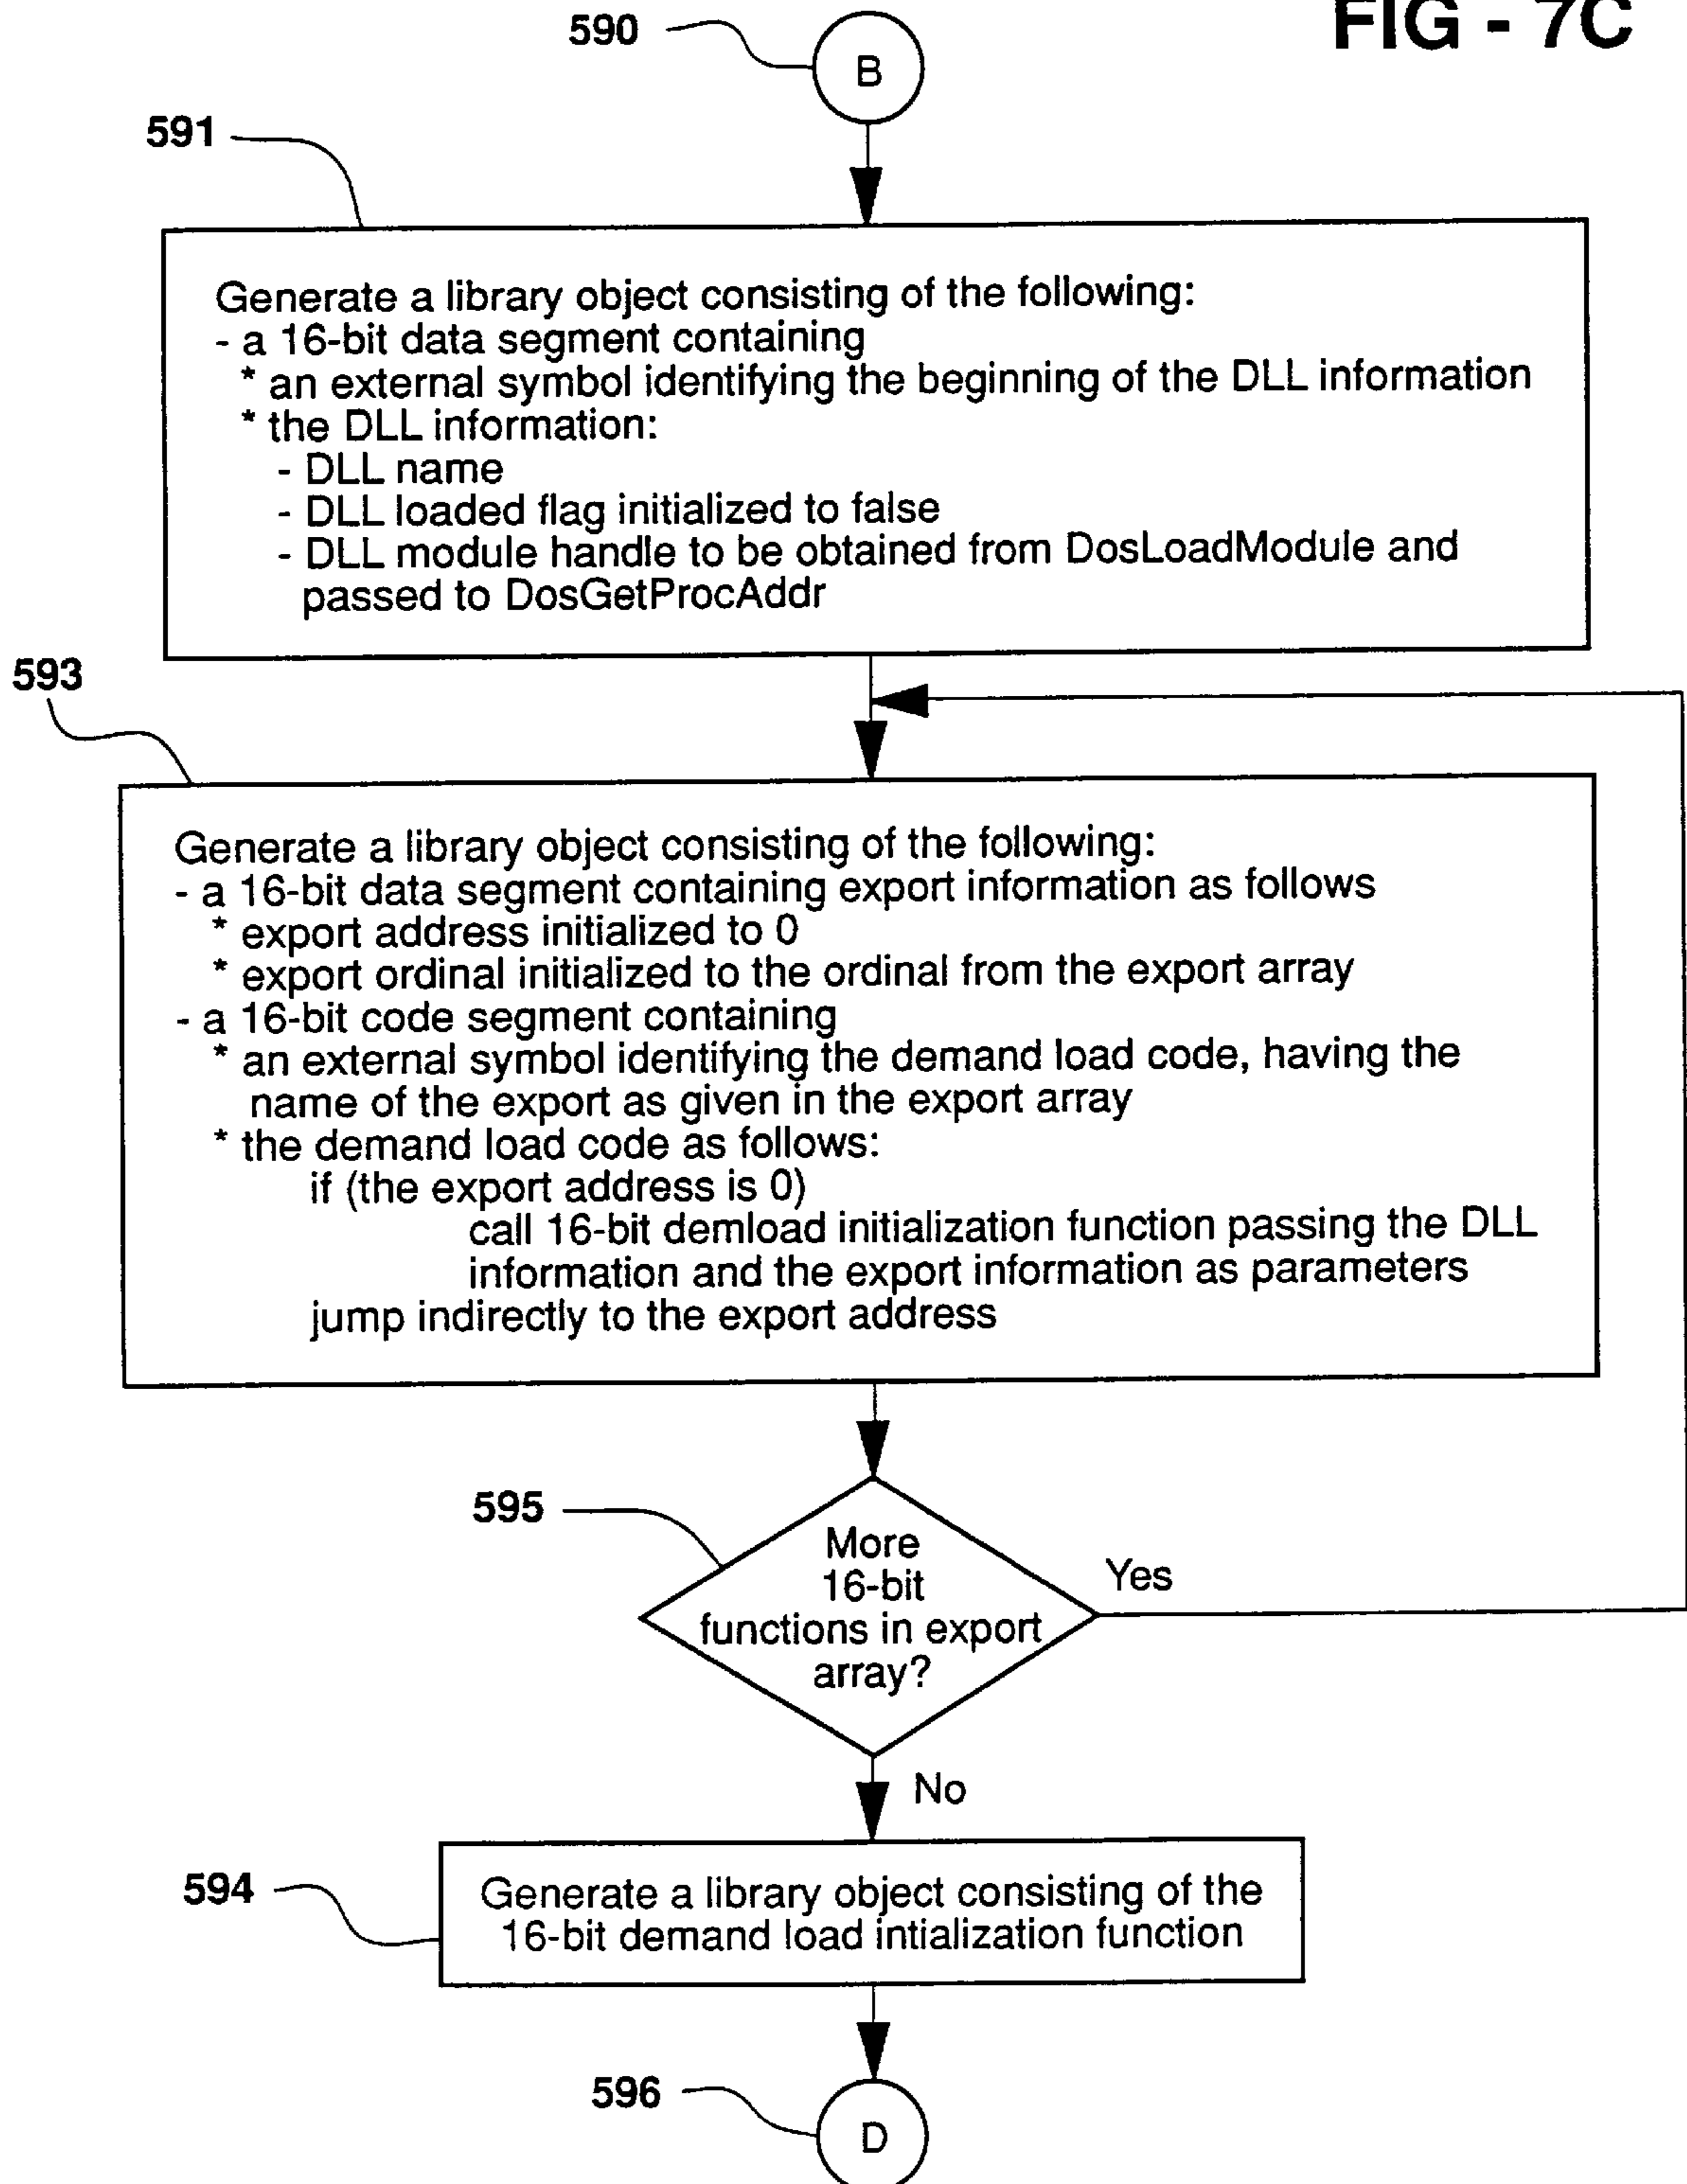 FIG - 7C
590
B
591
Generate a library object consisting of the following:
- a 16-bit data segment containing
* an external symbol identifying the beginning of the DLL information
* the DLL information:
- DLL name
- DLL loaded flag initialized to false
- DLL module handle to be obtained from DosLoadModule and
passed to DosGetProcAddr
593
Generate a library object consisting of the following:
- a 16-bit data segment containing export information as follows
* export address initialized to 0
* export ordinal initialized to the ordinal from the export array
- a 16-bit code segment containing
* an external symbol identifying the demand load code, having the
name of the export as given in the export array
* the demand load code as follows:
if (the export address is 0)
call 16-bit demload initialization function passing the DLL
information and the export information as parameters
jump indirectly to the export address
595
More
16-bit
functions in export
array?
Yes
No
594
Generate a library object consisting of the
16-bit demand load intialization function
596
D